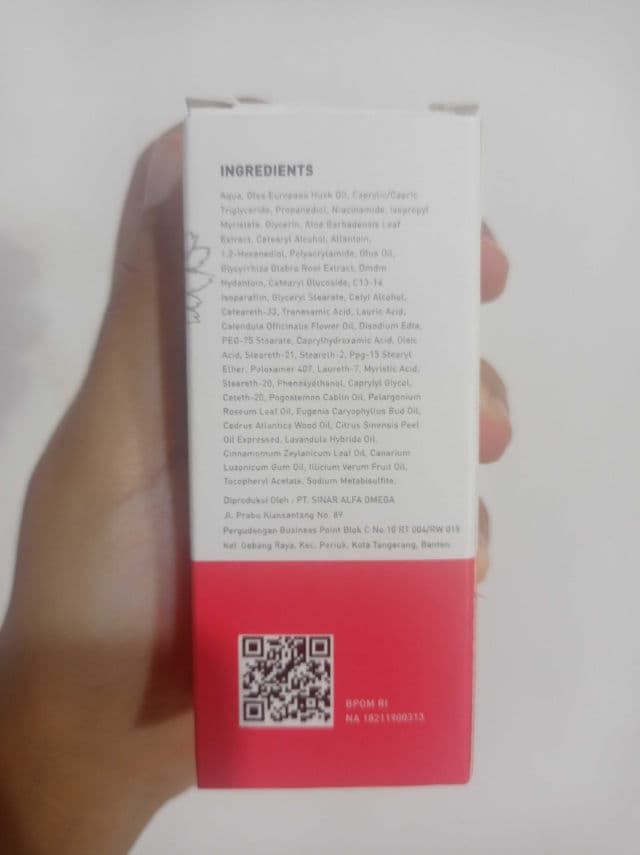 INGREDIENTS
Aqua, Olea Europaea Husk Oil, Caprylic/Capric
Triglyceride, Propanediol, Niacinamide, Isopropyl
Myristate, Glycerin, Aloe Barbadensis Leaf
Extract, Cetearyl Alcohol, Allantoin,
1,2-Hexanediol, Polyacrylamide, Olus Oil,
Glycyrrhiza Glabra Root Extract, Dmdm
Hydantoin, Cetearyl Glucoside, C13-14
Isoparaffin, Glyceryl Stearate, Cetyl Alcohol,
Ceteareth-33, Tranexamic Acid, Lauric Acid,
Calendula Officinalis Flower Oil, Disodium Edta,
PEG-75 Stearate, Caprylhydroxamic Acid, Oleic
Acid, Steareth-21, Steareth-2, Ppg-15 Stearyl
Ether, Poloxamer 407, Laureth-7, Myristic Acid,
Steareth-20, Phenoxyethanol, Caprylyl Glycol,
Ceteth-20, Pogostemon Cablin Oil, Pelargonium
Roseum Leaf Oil, Eugenia Caryophyllus Bud Oil,
Cedrus Atlantica Wood Oil, Citrus Sinensis Peel
Oil Expressed, Lavandula Hybrida Oil,
Cinnamomum Zeylanicum Leaf Oil, Canarium
Luzonicum Gum Oil, Illicium Verum Fruit Oil,
Tocopheryl Acetate, Sodium Metabisulfite.
Diproduksi Oleh : PT. SINAR ALFA OMEGA
JL. Prabu Kiansantang No. 89
Pergudangan Business Point Blok C No 10 RT 004/RW 015
Kel. Gebang Raya, Kec. Periuk, Kota Tangerang, Banten
BPOM RI
NA 18211900313